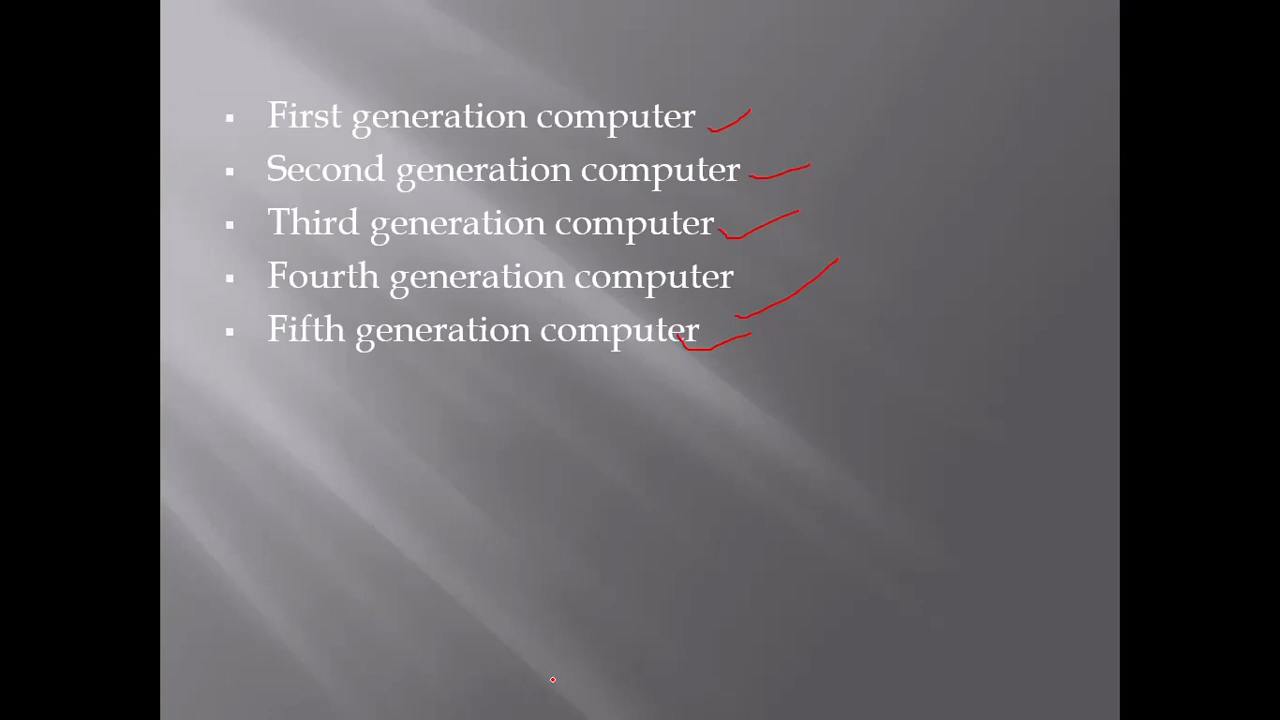 ▪ First generation computer
▪ Second generation computer
▪ Third generation computer
▪ Fourth generation computer
▪ Fifth generation computer